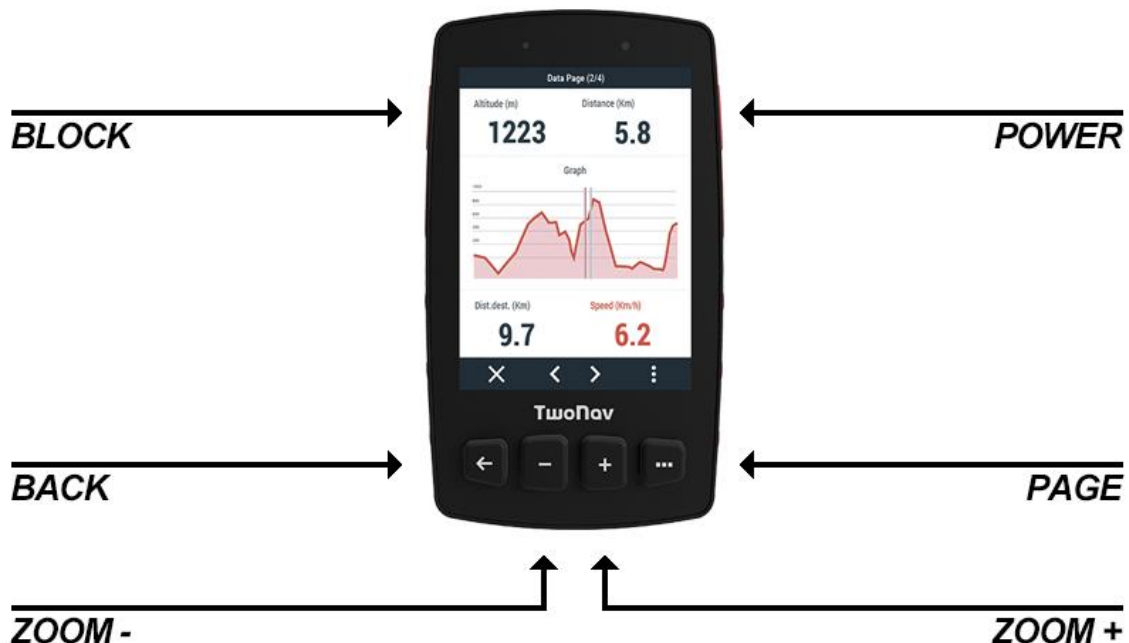 Data Page (2/4)
Altitude (m) Distance (Km)
1223 5.8
BLOCK POWER
Graph
Dist.dest. (Km) Speed (Km/h)
9.7 6.2
TwoNav
BACK PAGE
ZOOM - ZOOM +